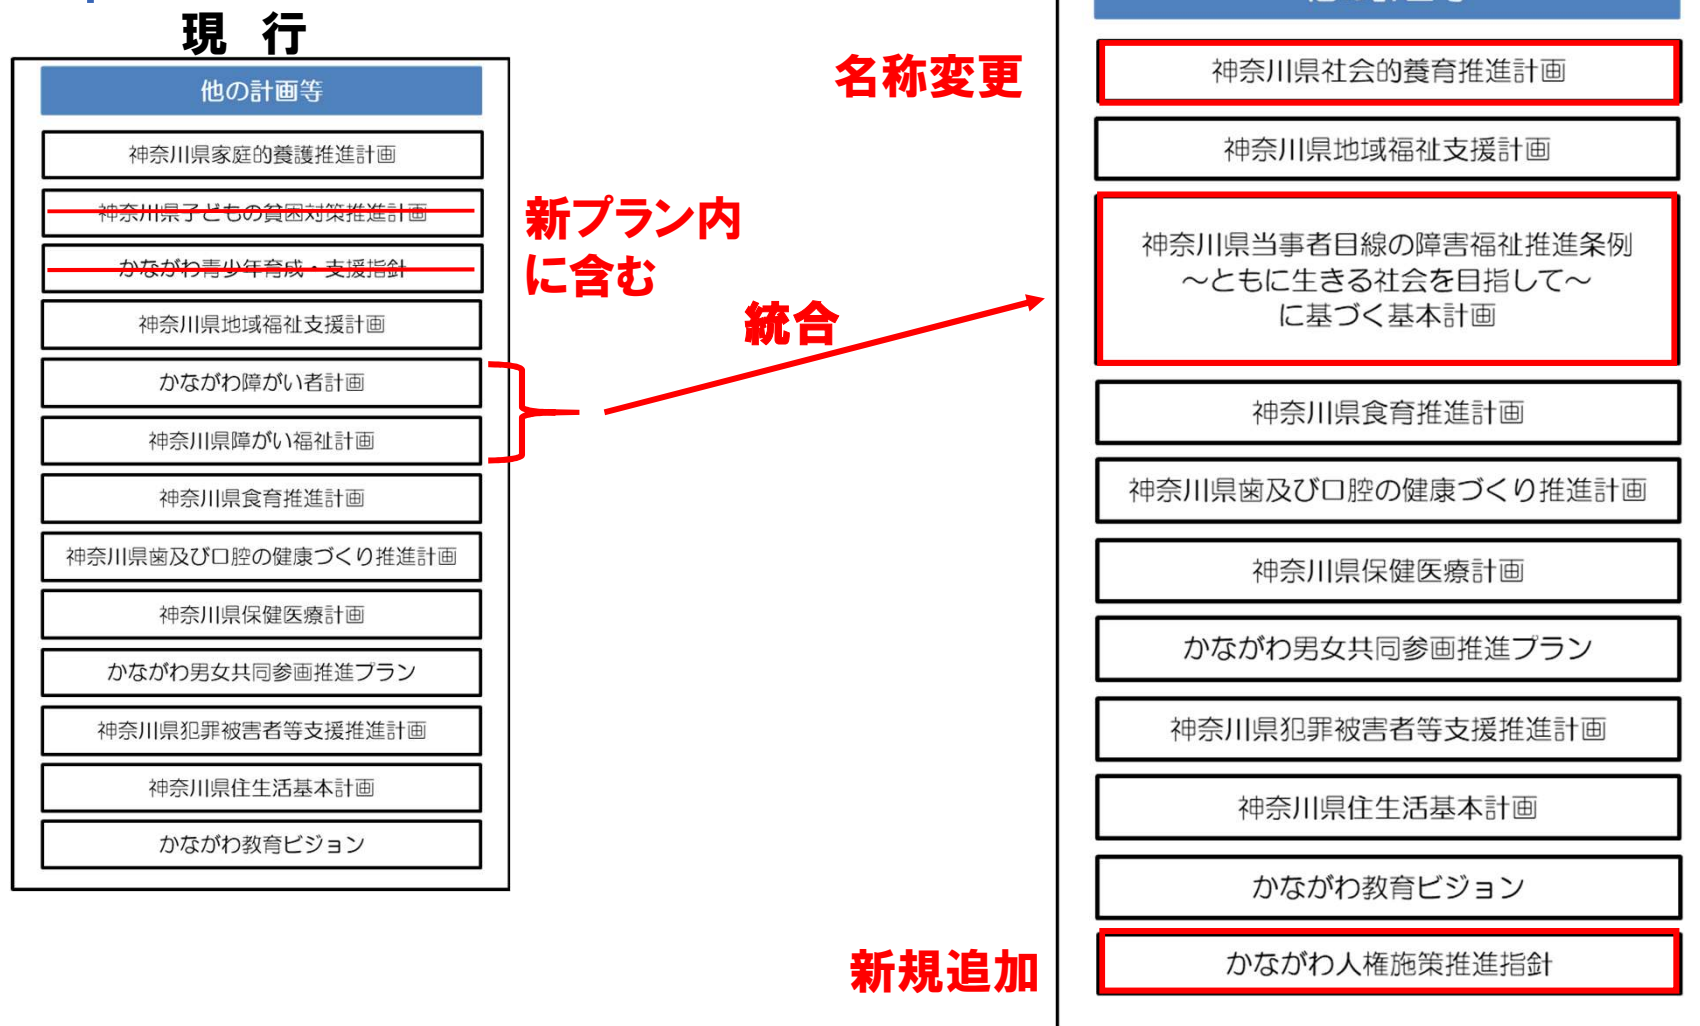 現 行
他の計画等
神奈川県家庭的養護推進計画
神奈川県子どもの貧困対策推進計画
かながわ青少年育成・支援指針
神奈川県地域福祉支援計画
かながわ障がい者計画
神奈川県障がい福祉計画
神奈川県食育推進計画
神奈川県歯及び口腔の健康づくり推進計画
神奈川県保健医療計画
かながわ男女共同参画推進プラン
神奈川県犯罪被害者等支援推進計画
神奈川県住生活基本計画
かながわ教育ビジョン
新プラン内
に含む
統合
名称変更
神奈川県社会的養育推進計画
神奈川県地域福祉支援計画
神奈川県当事者目線の障害福祉推進条例
～ともに生きる社会を目指して～
に基づく基本計画
神奈川県食育推進計画
神奈川県歯及び口腔の健康づくり推進計画
神奈川県保健医療計画
かながわ男女共同参画推進プラン
神奈川県犯罪被害者等支援推進計画
神奈川県住生活基本計画
かながわ教育ビジョン
新規追加
かながわ人権施策推進指針